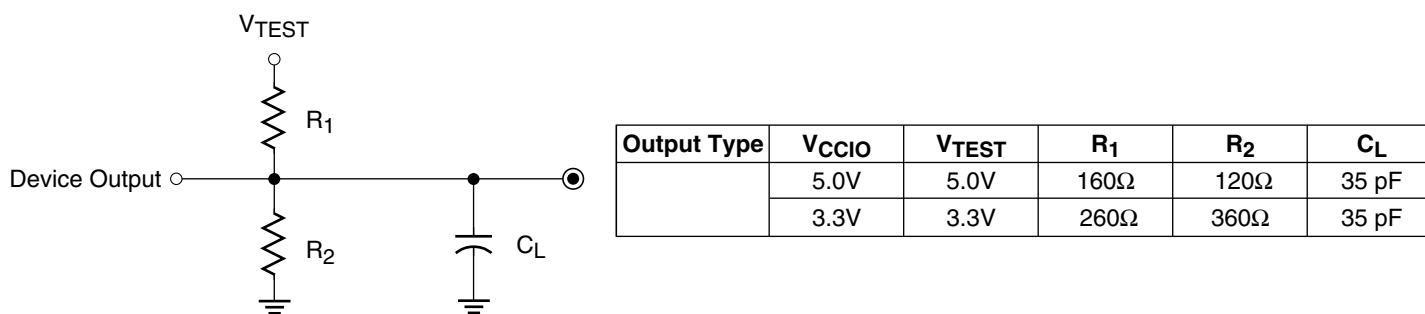 VTEST
R1
Device Output
R2
CL
Output Type VCCIO VTEST R1 R2 CL
5.0V 5.0V 160Ω 120Ω 35 pF
3.3V 3.3V 260Ω 360Ω 35 pF